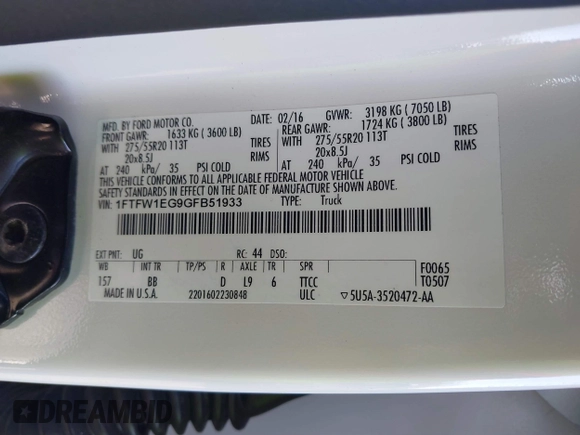 MFD. BY FORD MOTOR CO.
DATE: 02/16 GVWR: 3198 KG ( 7050 LB)
FRONT GAWR: 1633 KG ( 3600 LB) REAR GAWR: 1724 KG ( 3800 LB)
WITH 275/55R20 113T TIRES WITH 275/55R20 113T TIRES
20x8.5J RIMS 20x8.5J RIMS
AT 240 kPa/ 35 PSI COLD AT 240 kPa/ 35 PSI COLD
THIS VEHICLE CONFORMS TO ALL APPLICABLE FEDERAL MOTOR VEHICLE
SAFETY STANDARDS IN EFFECT ON THE DATE OF MANUFACTURE SHOWN ABOVE.
VIN: 1FTFW1EG9GFB51933 TYPE: Truck
EXT PNT: UG RC: 44 DSO: F0065
WB INT TR TP/PS R AXLE TR SPR T0507
157 BB D L9 6 TTCC
MADE IN U.S.A. 2201602230848 ULC ▽5U5A-3520472-AA
DREAMBID